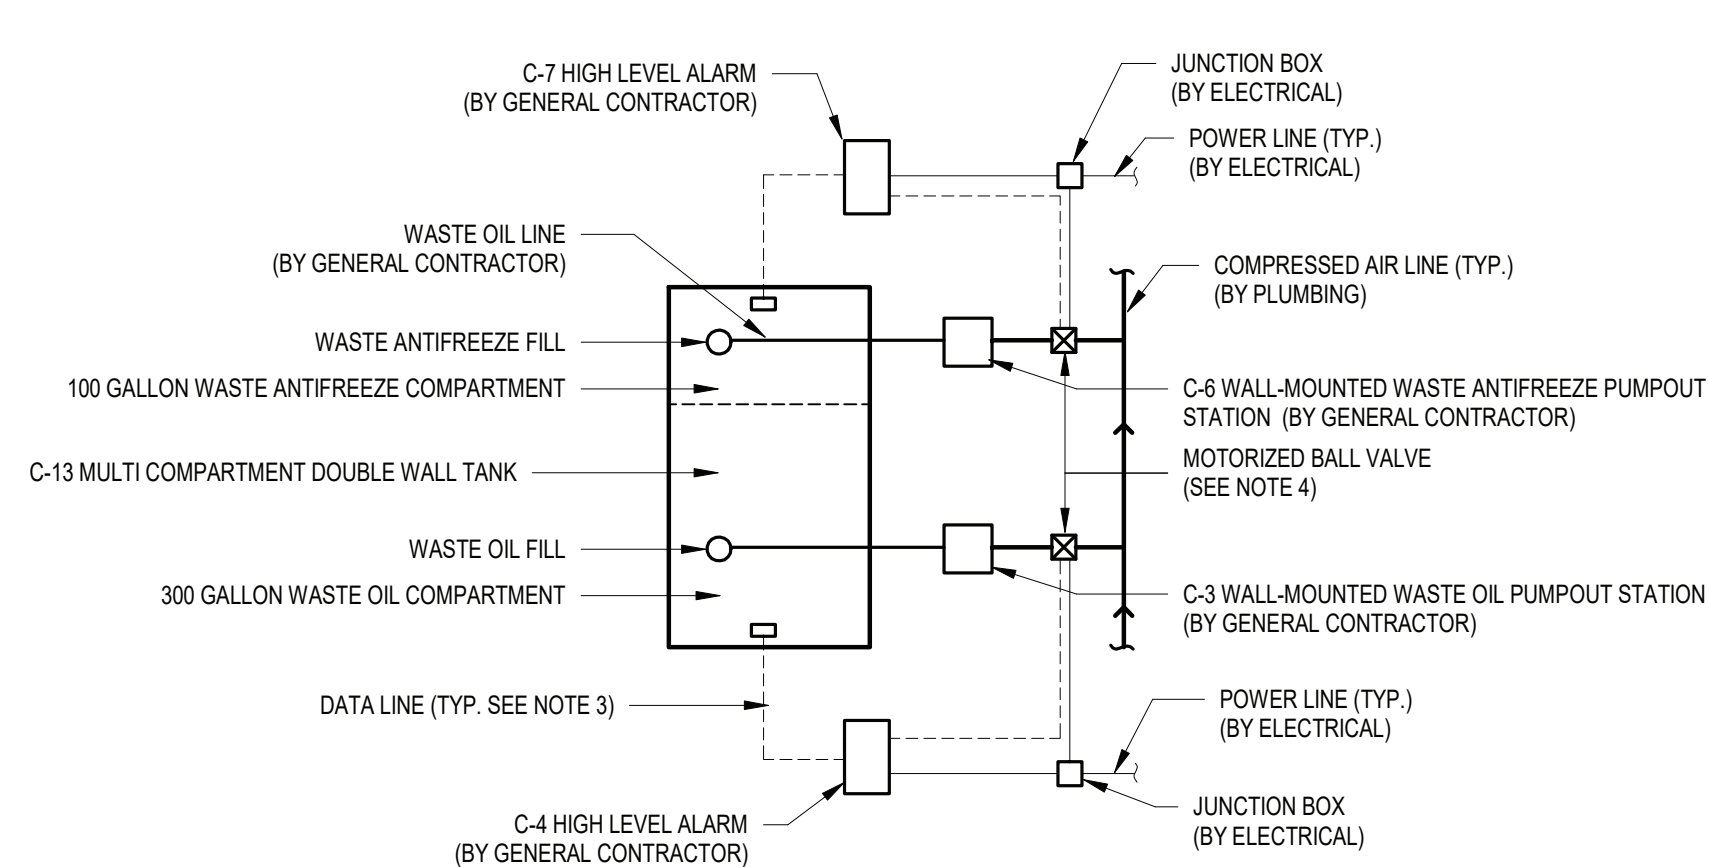 C-7 HIGH LEVEL ALARM
(BY GENERAL CONTRACTOR)
JUNCTION BOX
(BY ELECTRICAL)
POWER LINE (TYP.)
(BY ELECTRICAL)
WASTE OIL LINE
(BY GENERAL CONTRACTOR)
COMPRESSED AIR LINE (TYP.)
(BY PLUMBING)
WASTE ANTIFREEZE FILL
100 GALLON WASTE ANTIFREEZE COMPARTMENT
C-6 WALL-MOUNTED WASTE ANTIFREEZE PUMPOUT
STATION (BY GENERAL CONTRACTOR)
C-13 MULTI COMPARTMENT DOUBLE WALL TANK
MOTORIZED BALL VALVE
(SEE NOTE 4)
WASTE OIL FILL
300 GALLON WASTE OIL COMPARTMENT
C-3 WALL-MOUNTED WASTE OIL PUMPOUT STATION
(BY GENERAL CONTRACTOR)
DATA LINE (TYP. SEE NOTE 3)
POWER LINE (TYP.)
(BY ELECTRICAL)
C-4 HIGH LEVEL ALARM
(BY GENERAL CONTRACTOR)
JUNCTION BOX
(BY ELECTRICAL)